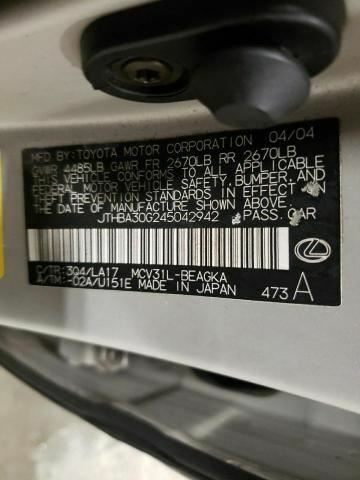 MFD.BY:TOYOTA MOTOR CORPORATION 04/04
GVWR 4485LB GAWR FR 2670LB RR 2670LB
THIS VEHICLE CONFORMS TO ALL APPLICABLE
FEDERAL MOTOR VEHICLE SAFETY, BUMPER, AND
THEFT PREVENTION STANDARDS IN EFFECT ON
THE DATE OF MANUFACTURE SHOWN ABOVE.
JTHBA30G245042942 PASS.CAR
C/TR:3Q4/LA17 MCV31L-BEAGKA
A/TM:-02A/U151E MADE IN JAPAN
473 A